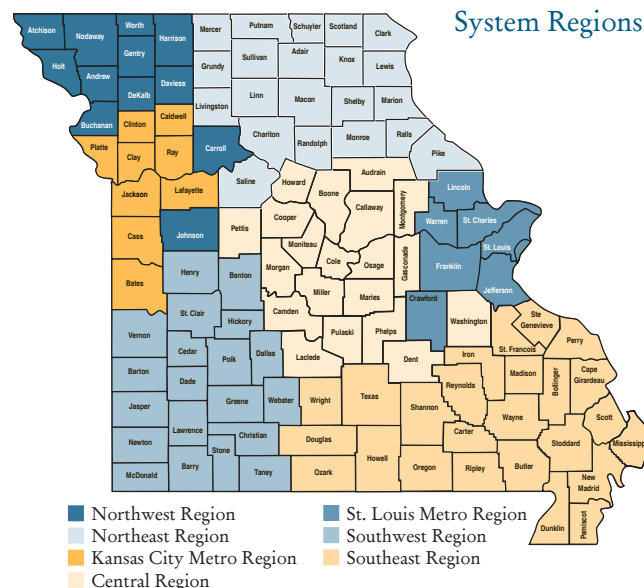 System Regions
Atchison
Nodaway
Worth
Harrison
Mercer
Putnam
Schuyler
Scotland
Clark
Holt
Gentry
Andrew
DeKalb
Daviess
Grundy
Sullivan
Adair
Knox
Lewis
Buchanan
Clinton
Caldwell
Livingston
Linn
Macon
Shelby
Marion
Platte
Clay
Ray
Carroll
Chariton
Randolph
Monroe
Ralls
Pike
Jackson
Lafayette
Saline
Howard
Boone
Audrain
Callaway
Montgomery
Lincoln
Warren
St. Charles
St. Louis
Cass
Johnson
Pettis
Cooper
Moniteau
Cole
Osage
Gasconade
Franklin
Jefferson
Bates
Henry
Benton
Morgan
Miller
Maries
Crawford
Washington
Ste
Genevieve
St. Clair
Hickory
Camden
Pulaski
Phelps
Dent
Iron
St. Francois
Perry
Vernon
Cedar
Polk
Dallas
Laclede
Barton
Dade
Greene
Webster
Wright
Texas
Shannon
Reynolds
Madison
Bollinger
Cape
Girardeau
Jasper
Lawrence
Christian
Douglas
Howell
Carter
Wayne
Stoddard
Scott
Mississippi
Newton
McDonald
Barry
Stone
Taney
Ozark
Oregon
Ripley
Butler
New
Madrid
Dunklin
Pemiscot
Northwest Region
Northeast Region
Kansas City Metro Region
Central Region
St. Louis Metro Region
Southwest Region
Southeast Region